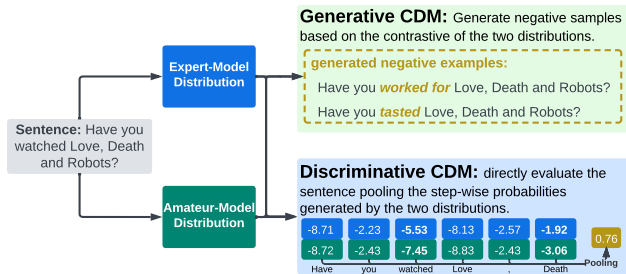 Sentence: Have you
watched Love, Death
and Robots?
Expert-Model
Distribution
Amateur-Model
Distribution
Generative CDM: Generate negative samples
based on the contrastive of the two distributions.
generated negative examples:
Have you worked for Love, Death and Robots?
Have you tasted Love, Death and Robots?
Discriminative CDM: directly evaluate the
sentence pooling the step-wise probabilities
generated by the two distributions.
-8.71 -2.23 -5.53 -8.13 -2.57 -1.92
-8.72 -2.43 -7.45 -8.83 -2.43 -3.06
0.76
Pooling
Have you watched Love , Death